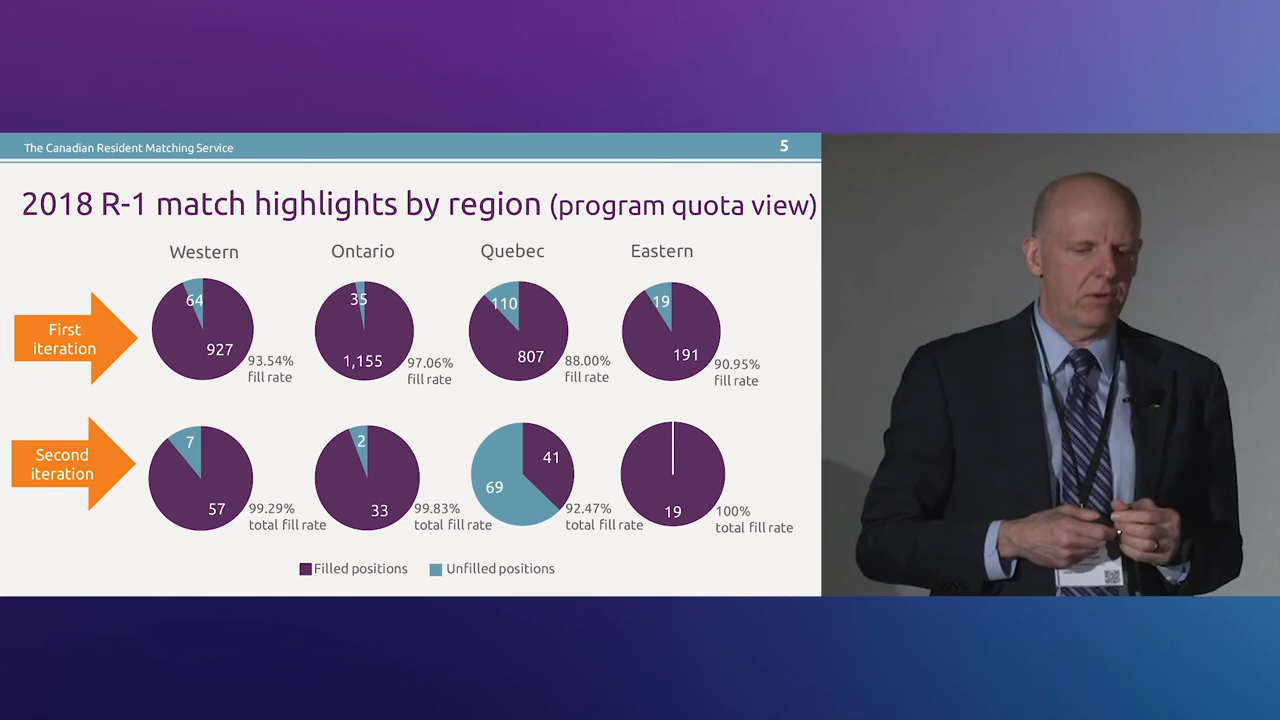 The Canadian Resident Matching Service
5
2018 R-1 match highlights by region (program quota view)
Western
Ontario
Quebec
Eastern
First
iteration
64
927
93.54%
fill rate
35
1,155
97.06%
fill rate
110
807
88.00%
fill rate
19
191
90.95%
fill rate
Second
iteration
7
57
99.29%
total fill rate
2
33
99.83%
total fill rate
41
69
92.47%
total fill rate
19
100%
total fill rate
Filled positions
Unfilled positions